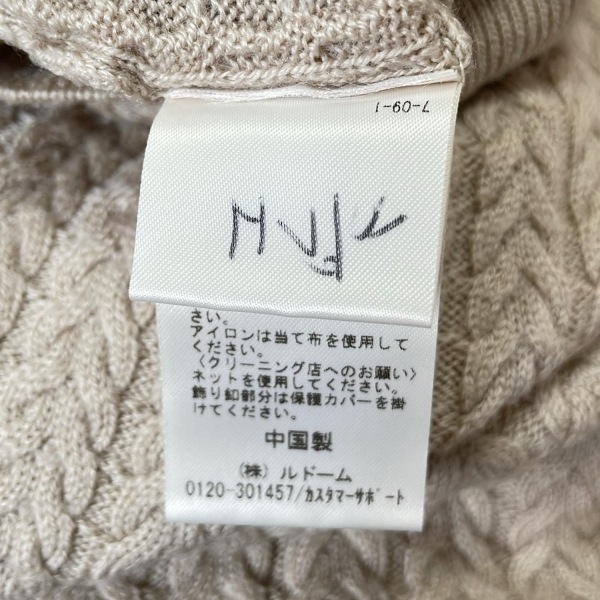 7-09-1
さい。
アイロンは当て布を使用して
ください。
〈クリーニング店へのお願い〉
ネットを使用してください。
飾り釦部分は保護カバーを掛
けてください。
中国製
（株）ルドーム
0120-301457/ｶｽﾀﾏｰｻﾎﾟｰﾄ